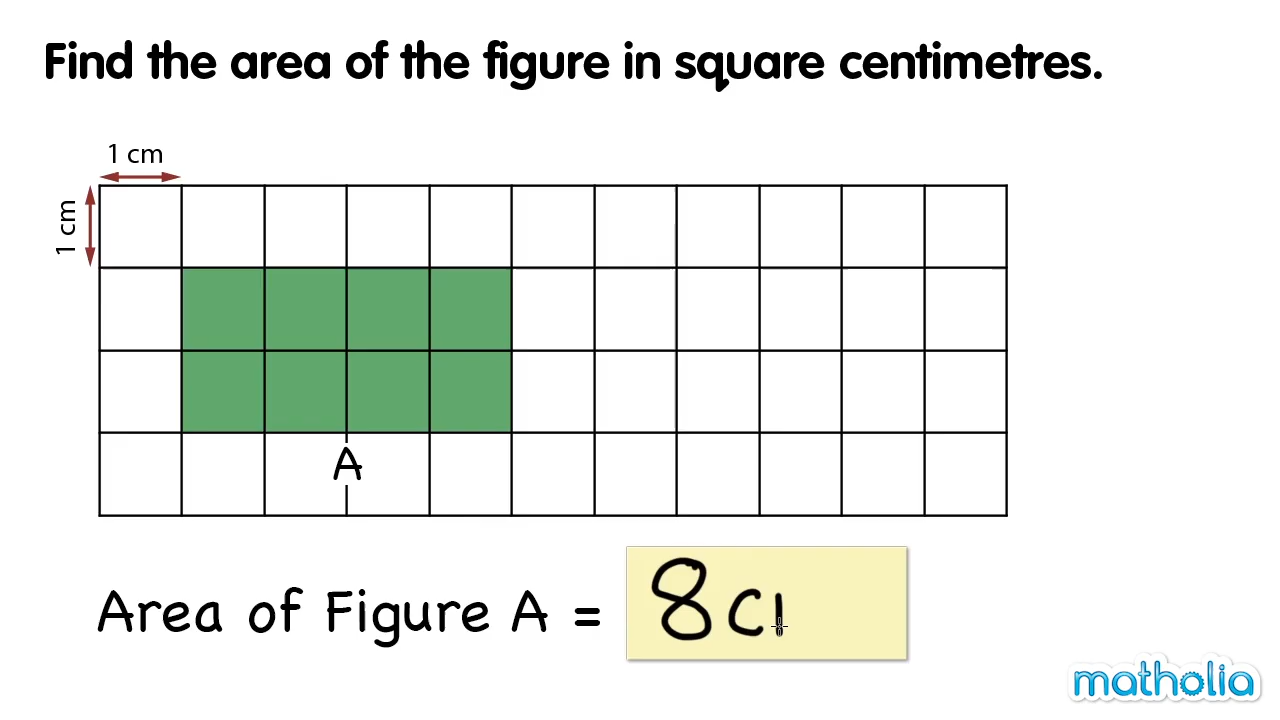 Find the area of the figure in square centimetres.
1 cm
1 cm
A
Area of Figure A = 8 c
matholia